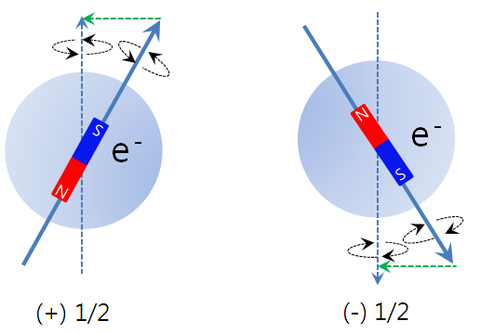 S
e-
N
(+) 1/2
N
e-
S
(-) 1/2